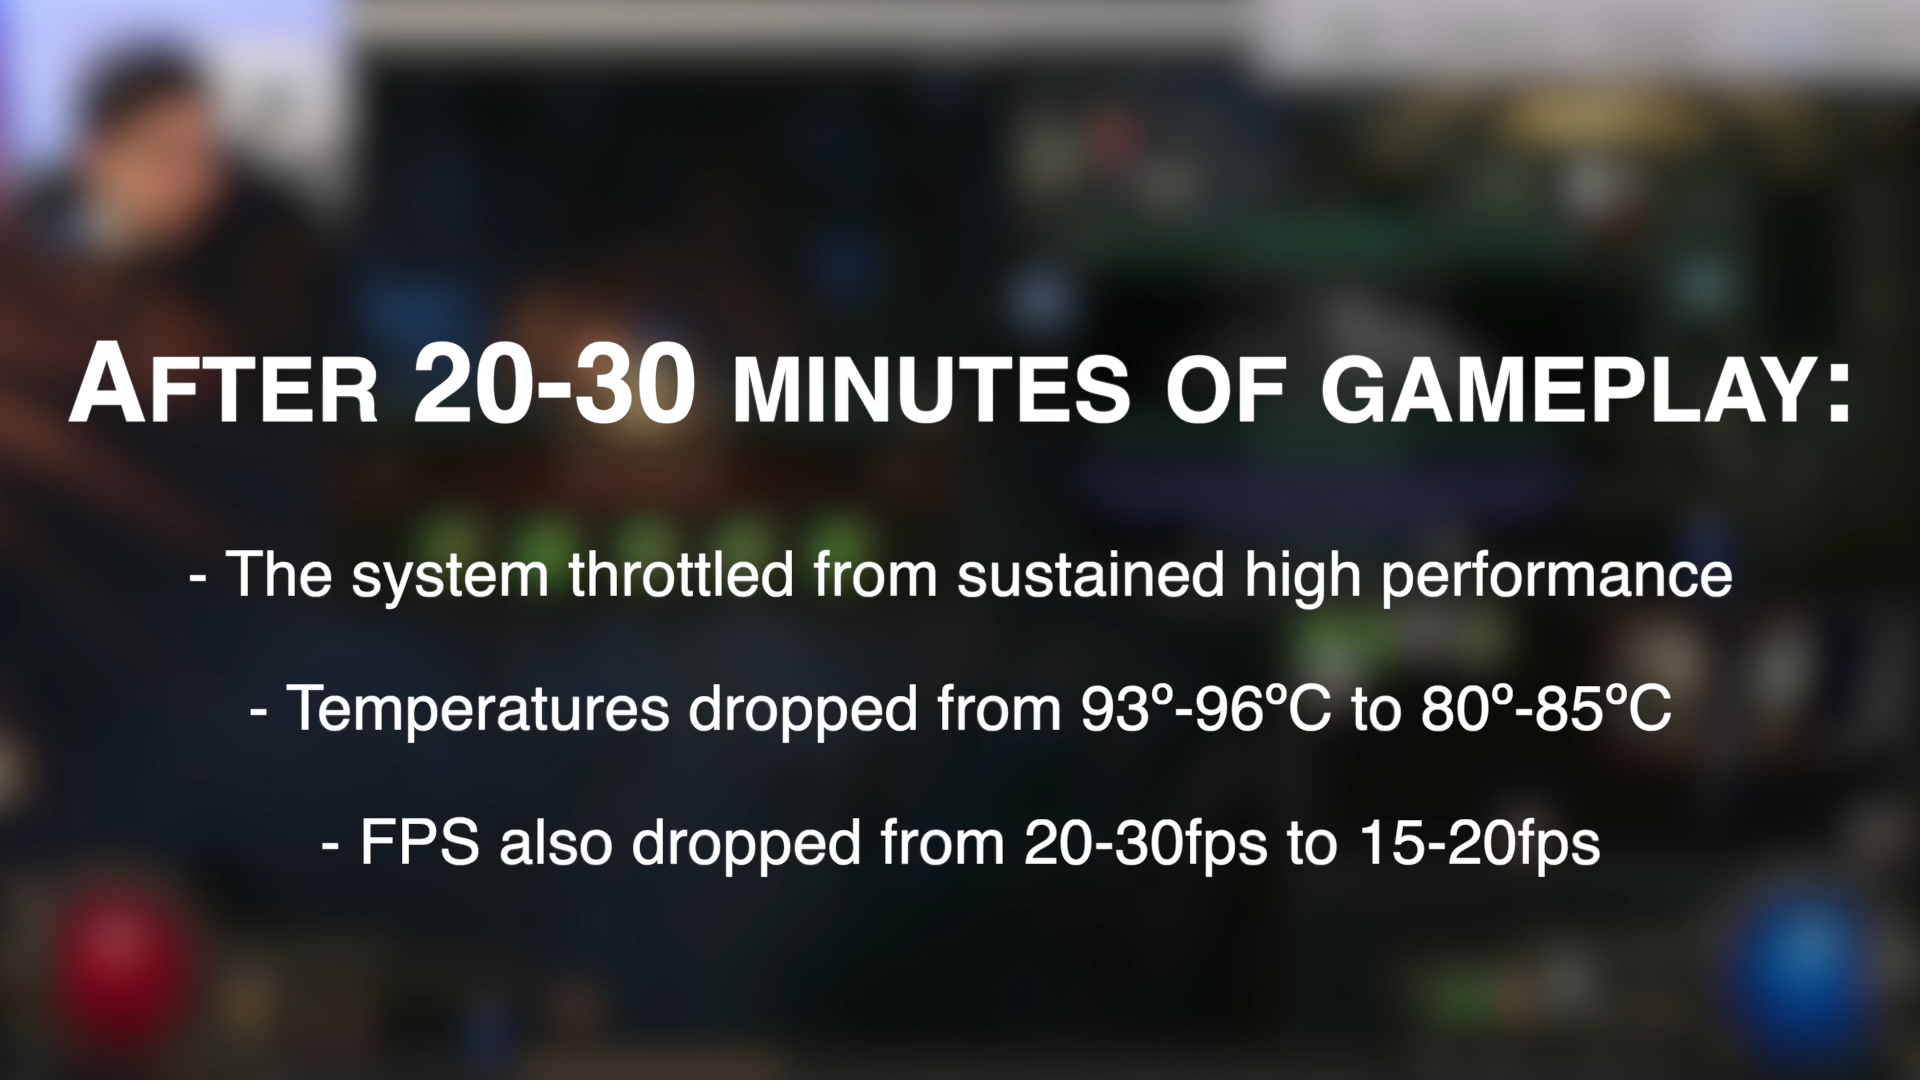 After 20-30 minutes of gameplay:
- The system throttled from sustained high performance
- Temperatures dropped from 93º-96ºC to 80º-85ºC
- FPS also dropped from 20-30fps to 15-20fps